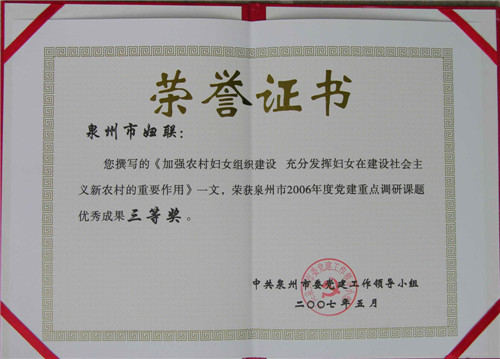 荣誉证书
泉州市妇联：
您撰写的《加强农村妇女组织建设 充分发挥妇女在建设社会主
义新农村的重要作用》一文，荣获泉州市2006年度党建重点调研课题
优秀成果三等奖。
中共泉州市委党建工作领导小组
二〇〇七年五月